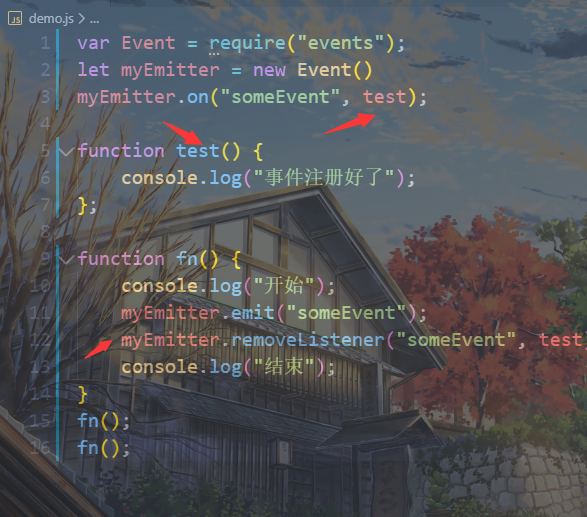 JS demo.js > ...
1 var Event = require("events");
2 let myEmitter = new Event()
3 myEmitter.on("someEvent", test);
4
5 function test() {
6 console.log("事件注册好了");
7 };
8
9 function fn() {
10 console.log("开始");
11 myEmitter.emit("someEvent");
12 myEmitter.removeListener("someEvent", test
13 console.log("结束");
14 }
15 fn();
16 fn();